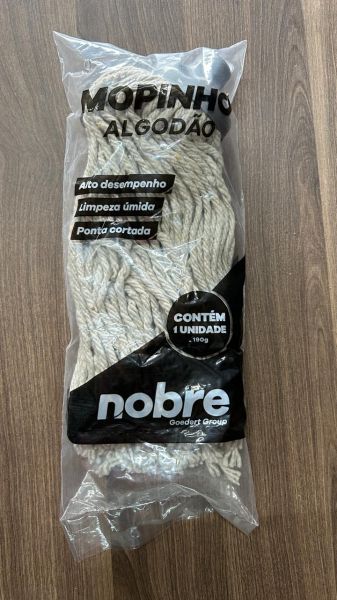 MOPINHO
ALGODÃO
Alto desempenho
Limpeza úmida
Ponta cortada
CONTÉM
1 UNIDADE
190g
nobre
Goedert Group